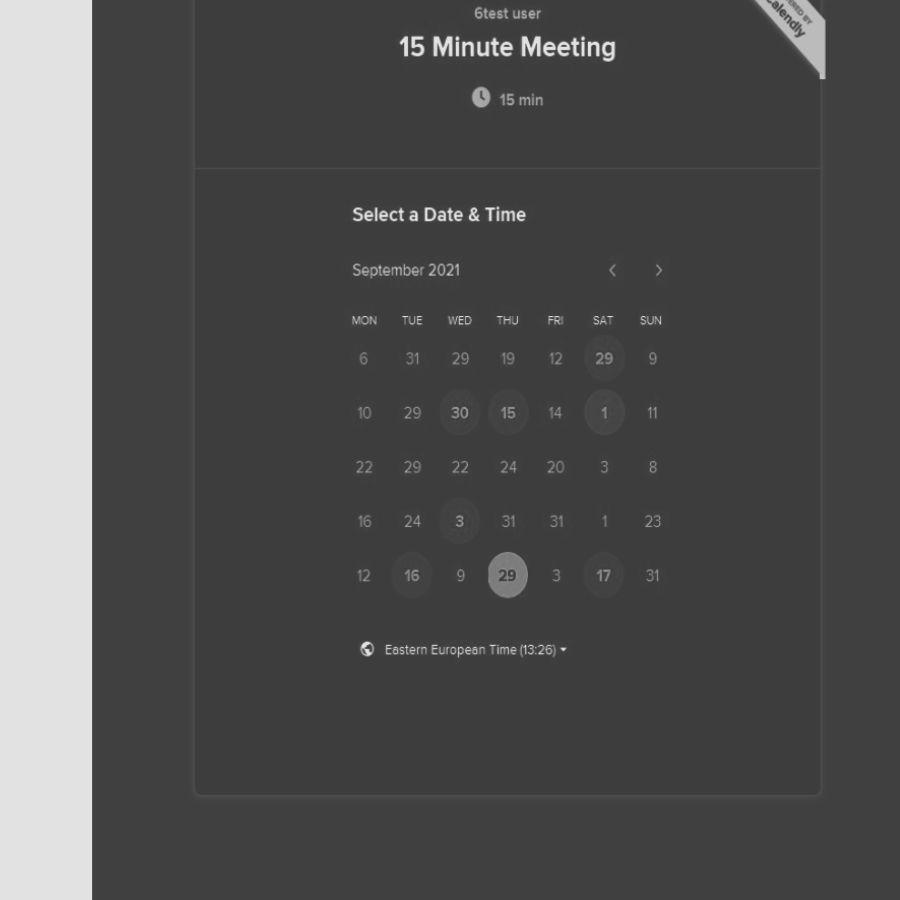 6test user
15 Minute Meeting
15 min
Calendly
Select a Date & Time
September 2021
MON TUE WED THU FRI SAT SUN
6 31 29 19 12 29 9
10 29 30 15 14 1 11
22 29 22 24 20 3 8
16 24 3 31 31 1 23
12 16 9 29 3 17 31
Eastern European Time (13:26)